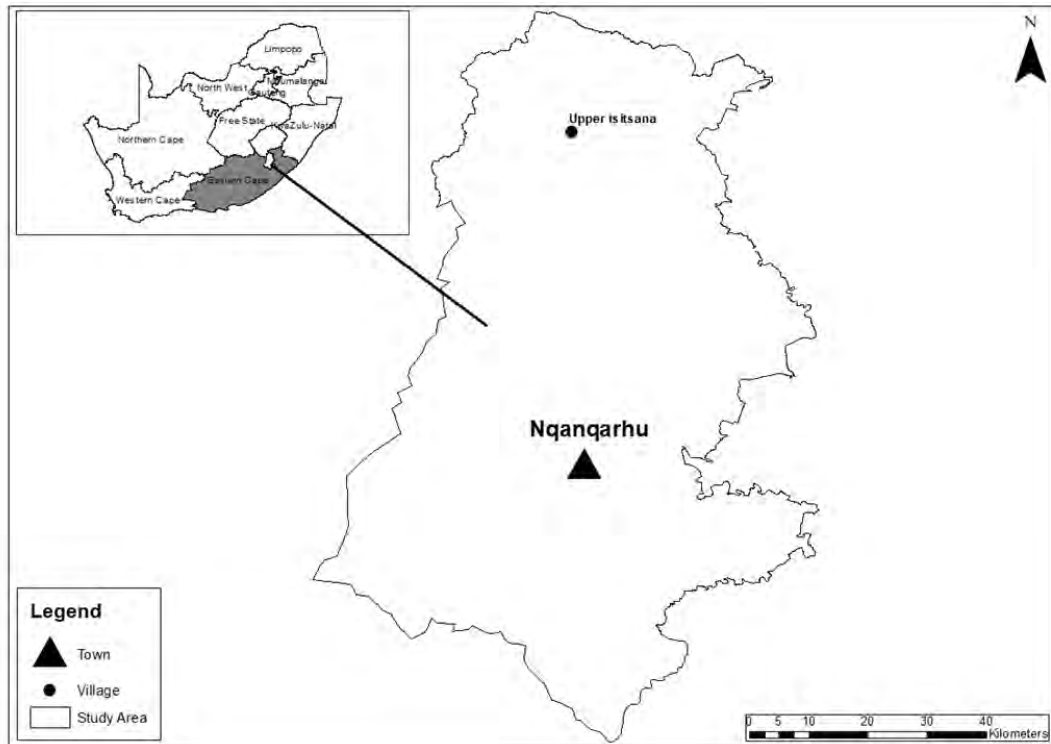 Limpopo
North West
Mpumalanga
Gauteng
Free State
KwaZulu-Natal
Northern Cape
Eastern Cape
Western Cape
N
Upper isItsana
Nqanqarhu
Legend
Town
Village
Study Area
0 5 10 20 30 40
Kilometers